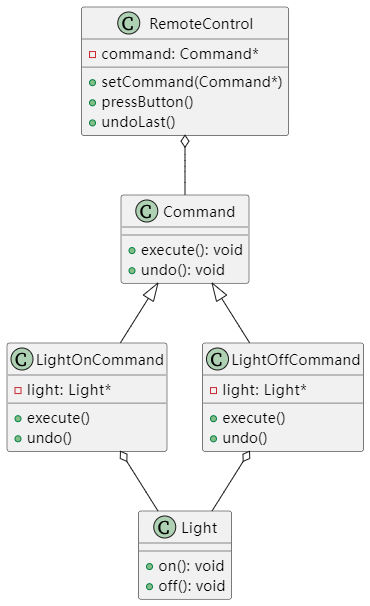 C RemoteControl
command: Command*
setCommand(Command*)
pressButton()
undoLast()
C Command
execute(): void
undo(): void
C LightOnCommand
light: Light*
execute()
undo()
C LightOffCommand
light: Light*
execute()
undo()
C Light
on(): void
off(): void